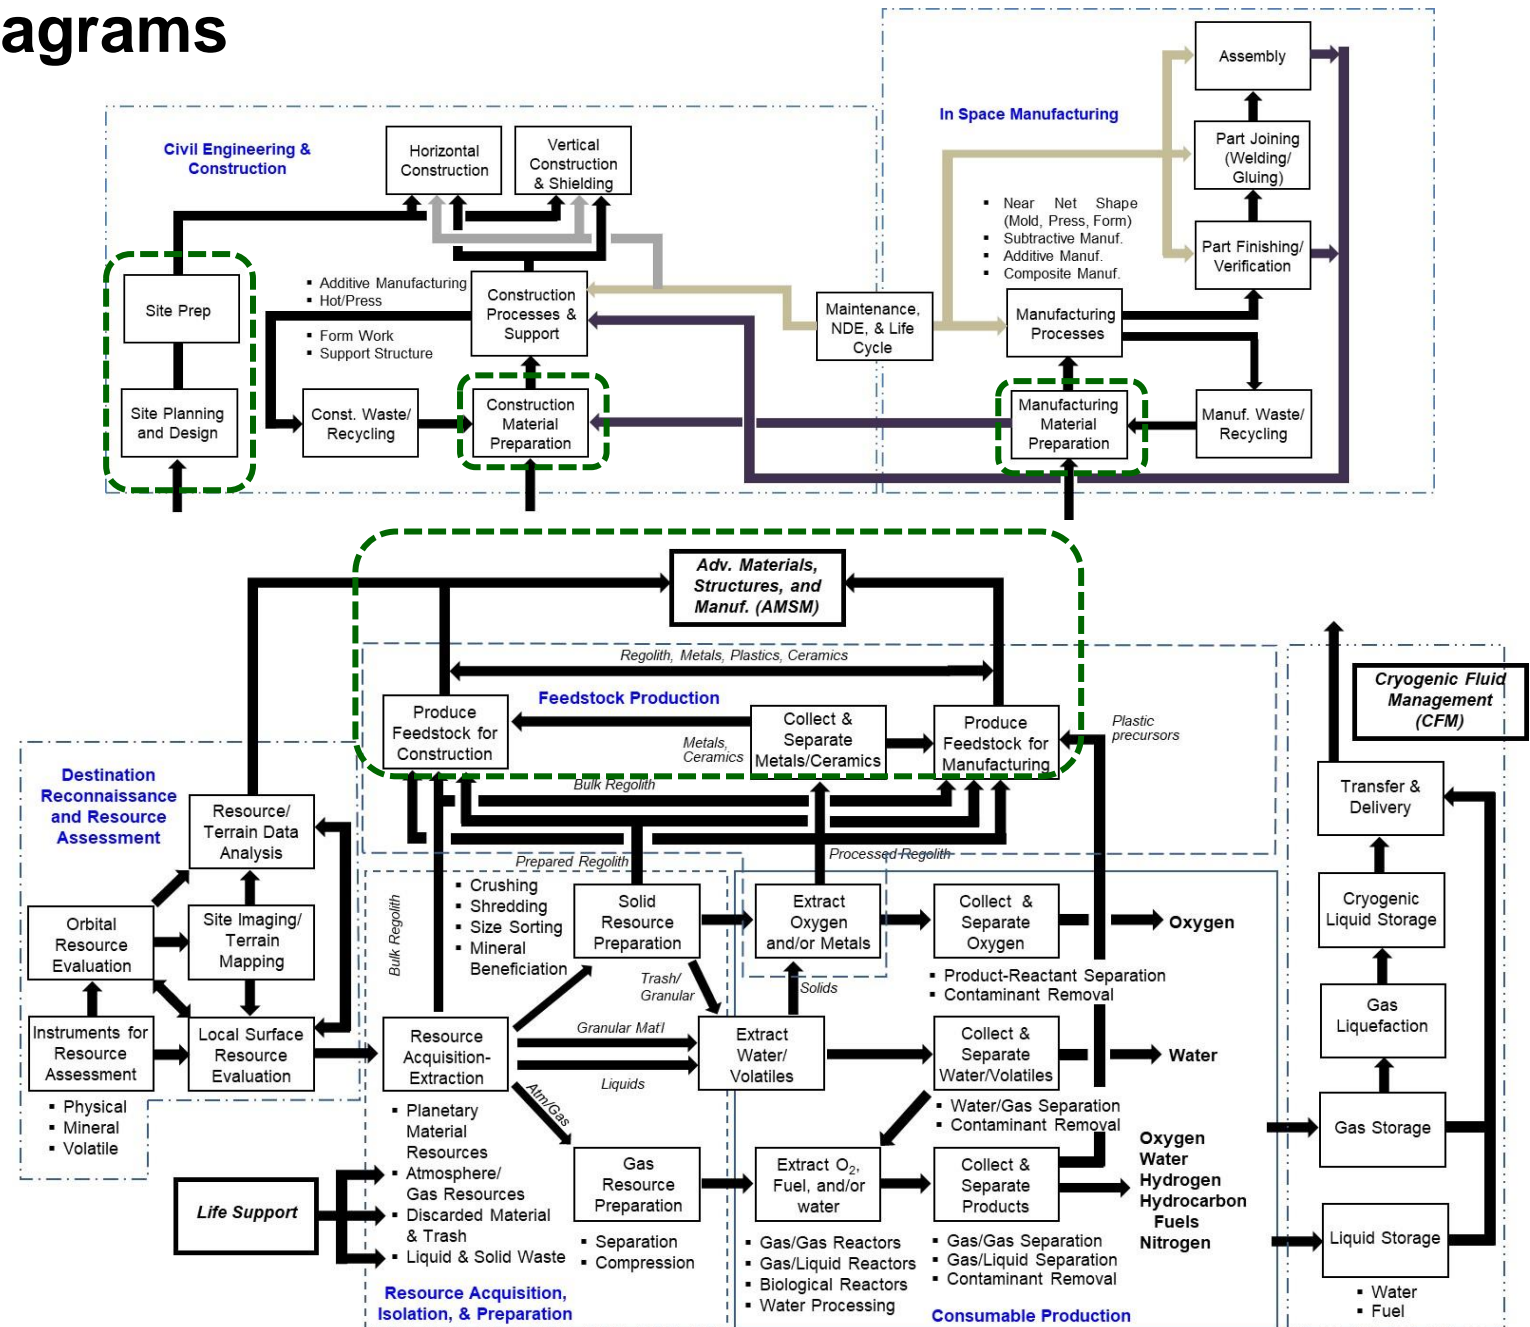 agrams
Civil Engineering &
Construction
Horizontal
Construction
Vertical
Construction
& Shielding
Site Prep
Site Planning
and Design
▪ Additive Manufacturing
▪ Hot/Press
▪ Form Work
▪ Support Structure
Construction
Processes &
Support
Const. Waste/
Recycling
Construction
Material
Preparation
Maintenance,
NDE, & Life
Cycle
In Space Manufacturing
Assembly
Part Joining
(Welding/
Gluing)
Part Finishing/
Verification
▪ Near Net Shape
(Mold, Press, Form)
▪ Subtractive Manuf.
▪ Additive Manuf.
▪ Composite Manuf.
Manufacturing
Processes
Manufacturing
Material
Preparation
Manuf. Waste/
Recycling
Adv. Materials,
Structures, and
Manuf. (AMSM)
Regolith, Metals, Plastics, Ceramics
Feedstock Production
Produce
Feedstock for
Construction
Metals,
Ceramics
Collect &
Separate
Metals/Ceramics
Produce
Feedstock for
Manufacturing
Plastic
precursors
Bulk Regolith
Prepared Regolith
Processed Regolith
Destination
Reconnaissance
and Resource
Assessment
Resource/
Terrain Data
Analysis
Orbital
Resource
Evaluation
Site Imaging/
Terrain
Mapping
Instruments for
Resource
Assessment
Local Surface
Resource
Evaluation
▪ Physical
▪ Mineral
▪ Volatile
Life Support
Bulk Regolith
▪ Crushing
▪ Shredding
▪ Size Sorting
▪ Mineral
Beneficiation
Solid
Resource
Preparation
Trash/
Granular
Resource
Acquisition-
Extraction
Granular Mat'l
Liquids
Atm/Gas
▪ Planetary
Material
Resources
▪ Atmosphere/
Gas Resources
▪ Discarded Material
& Trash
▪ Liquid & Solid Waste
Gas
Resource
Preparation
▪ Separation
▪ Compression
Resource Acquisition,
Isolation, & Preparation
Extract
Oxygen
and/or Metals
Solids
Collect &
Separate
Oxygen
Oxygen
▪ Product-Reactant Separation
▪ Contaminant Removal
Extract
Water/
Volatiles
Collect &
Separate
Water/Volatiles
Water
▪ Water/Gas Separation
▪ Contaminant Removal
Extract O₂,
Fuel, and/or
water
Collect &
Separate
Products
▪ Gas/Gas Reactors
▪ Gas/Liquid Reactors
▪ Biological Reactors
▪ Water Processing
▪ Gas/Gas Separation
▪ Gas/Liquid Separation
▪ Contaminant Removal
Oxygen
Water
Hydrogen
Hydrocarbon
Fuels
Nitrogen
Consumable Production
Cryogenic Fluid
Management
(CFM)
Transfer &
Delivery
Cryogenic
Liquid Storage
Gas
Liquefaction
Gas Storage
Liquid Storage
▪ Water
▪ Fuel